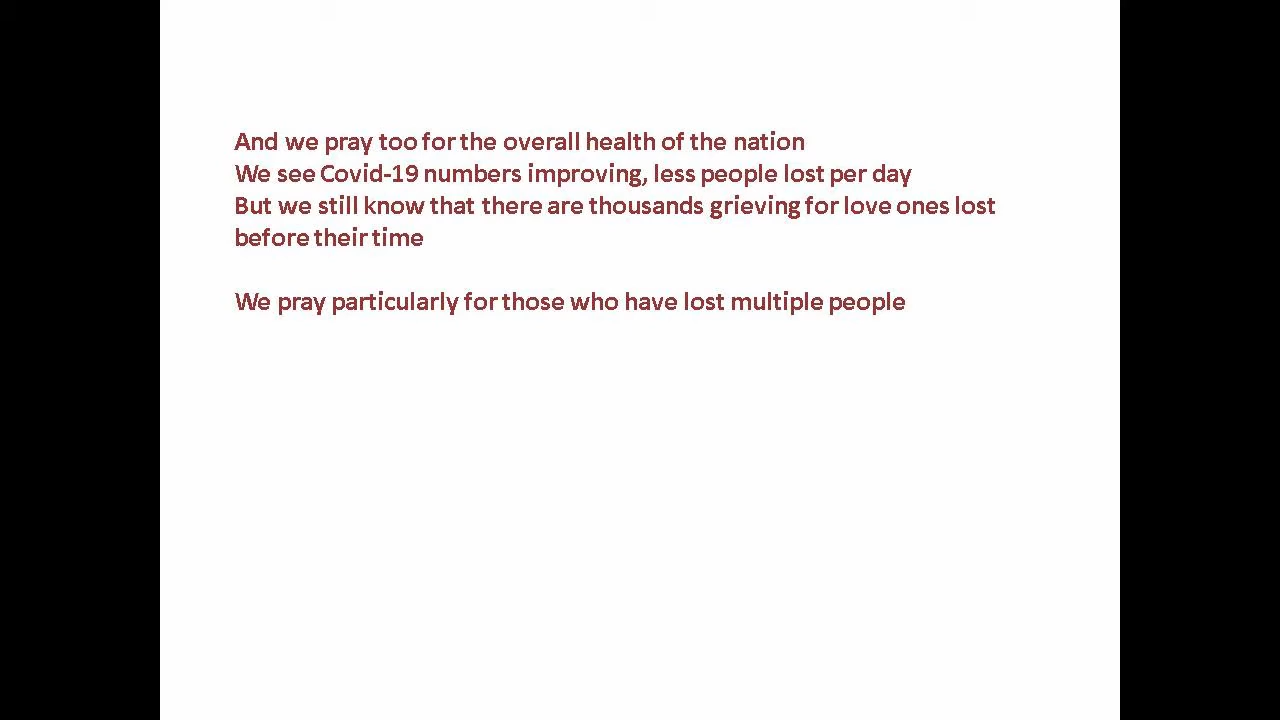 And we pray too for the overall health of the nation
We see Covid-19 numbers improving, less people lost per day
But we still know that there are thousands grieving for love ones lost
before their time
We pray particularly for those who have lost multiple people